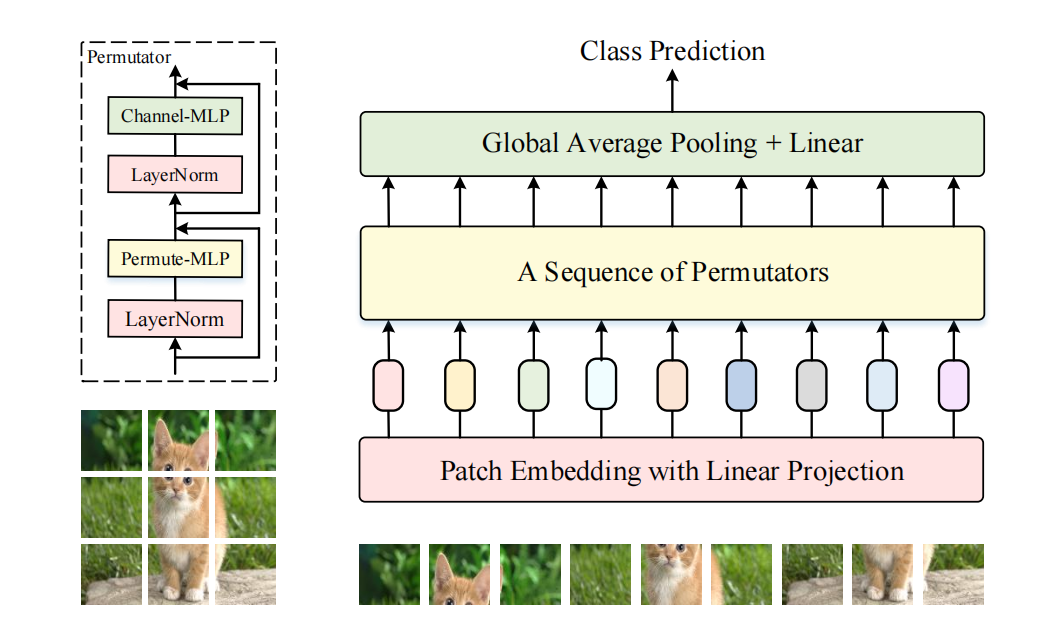 Permutator
Channel-MLP
LayerNorm
Permute-MLP
LayerNorm
Class Prediction
Global Average Pooling + Linear
A Sequence of Permutators
Patch Embedding with Linear Projection